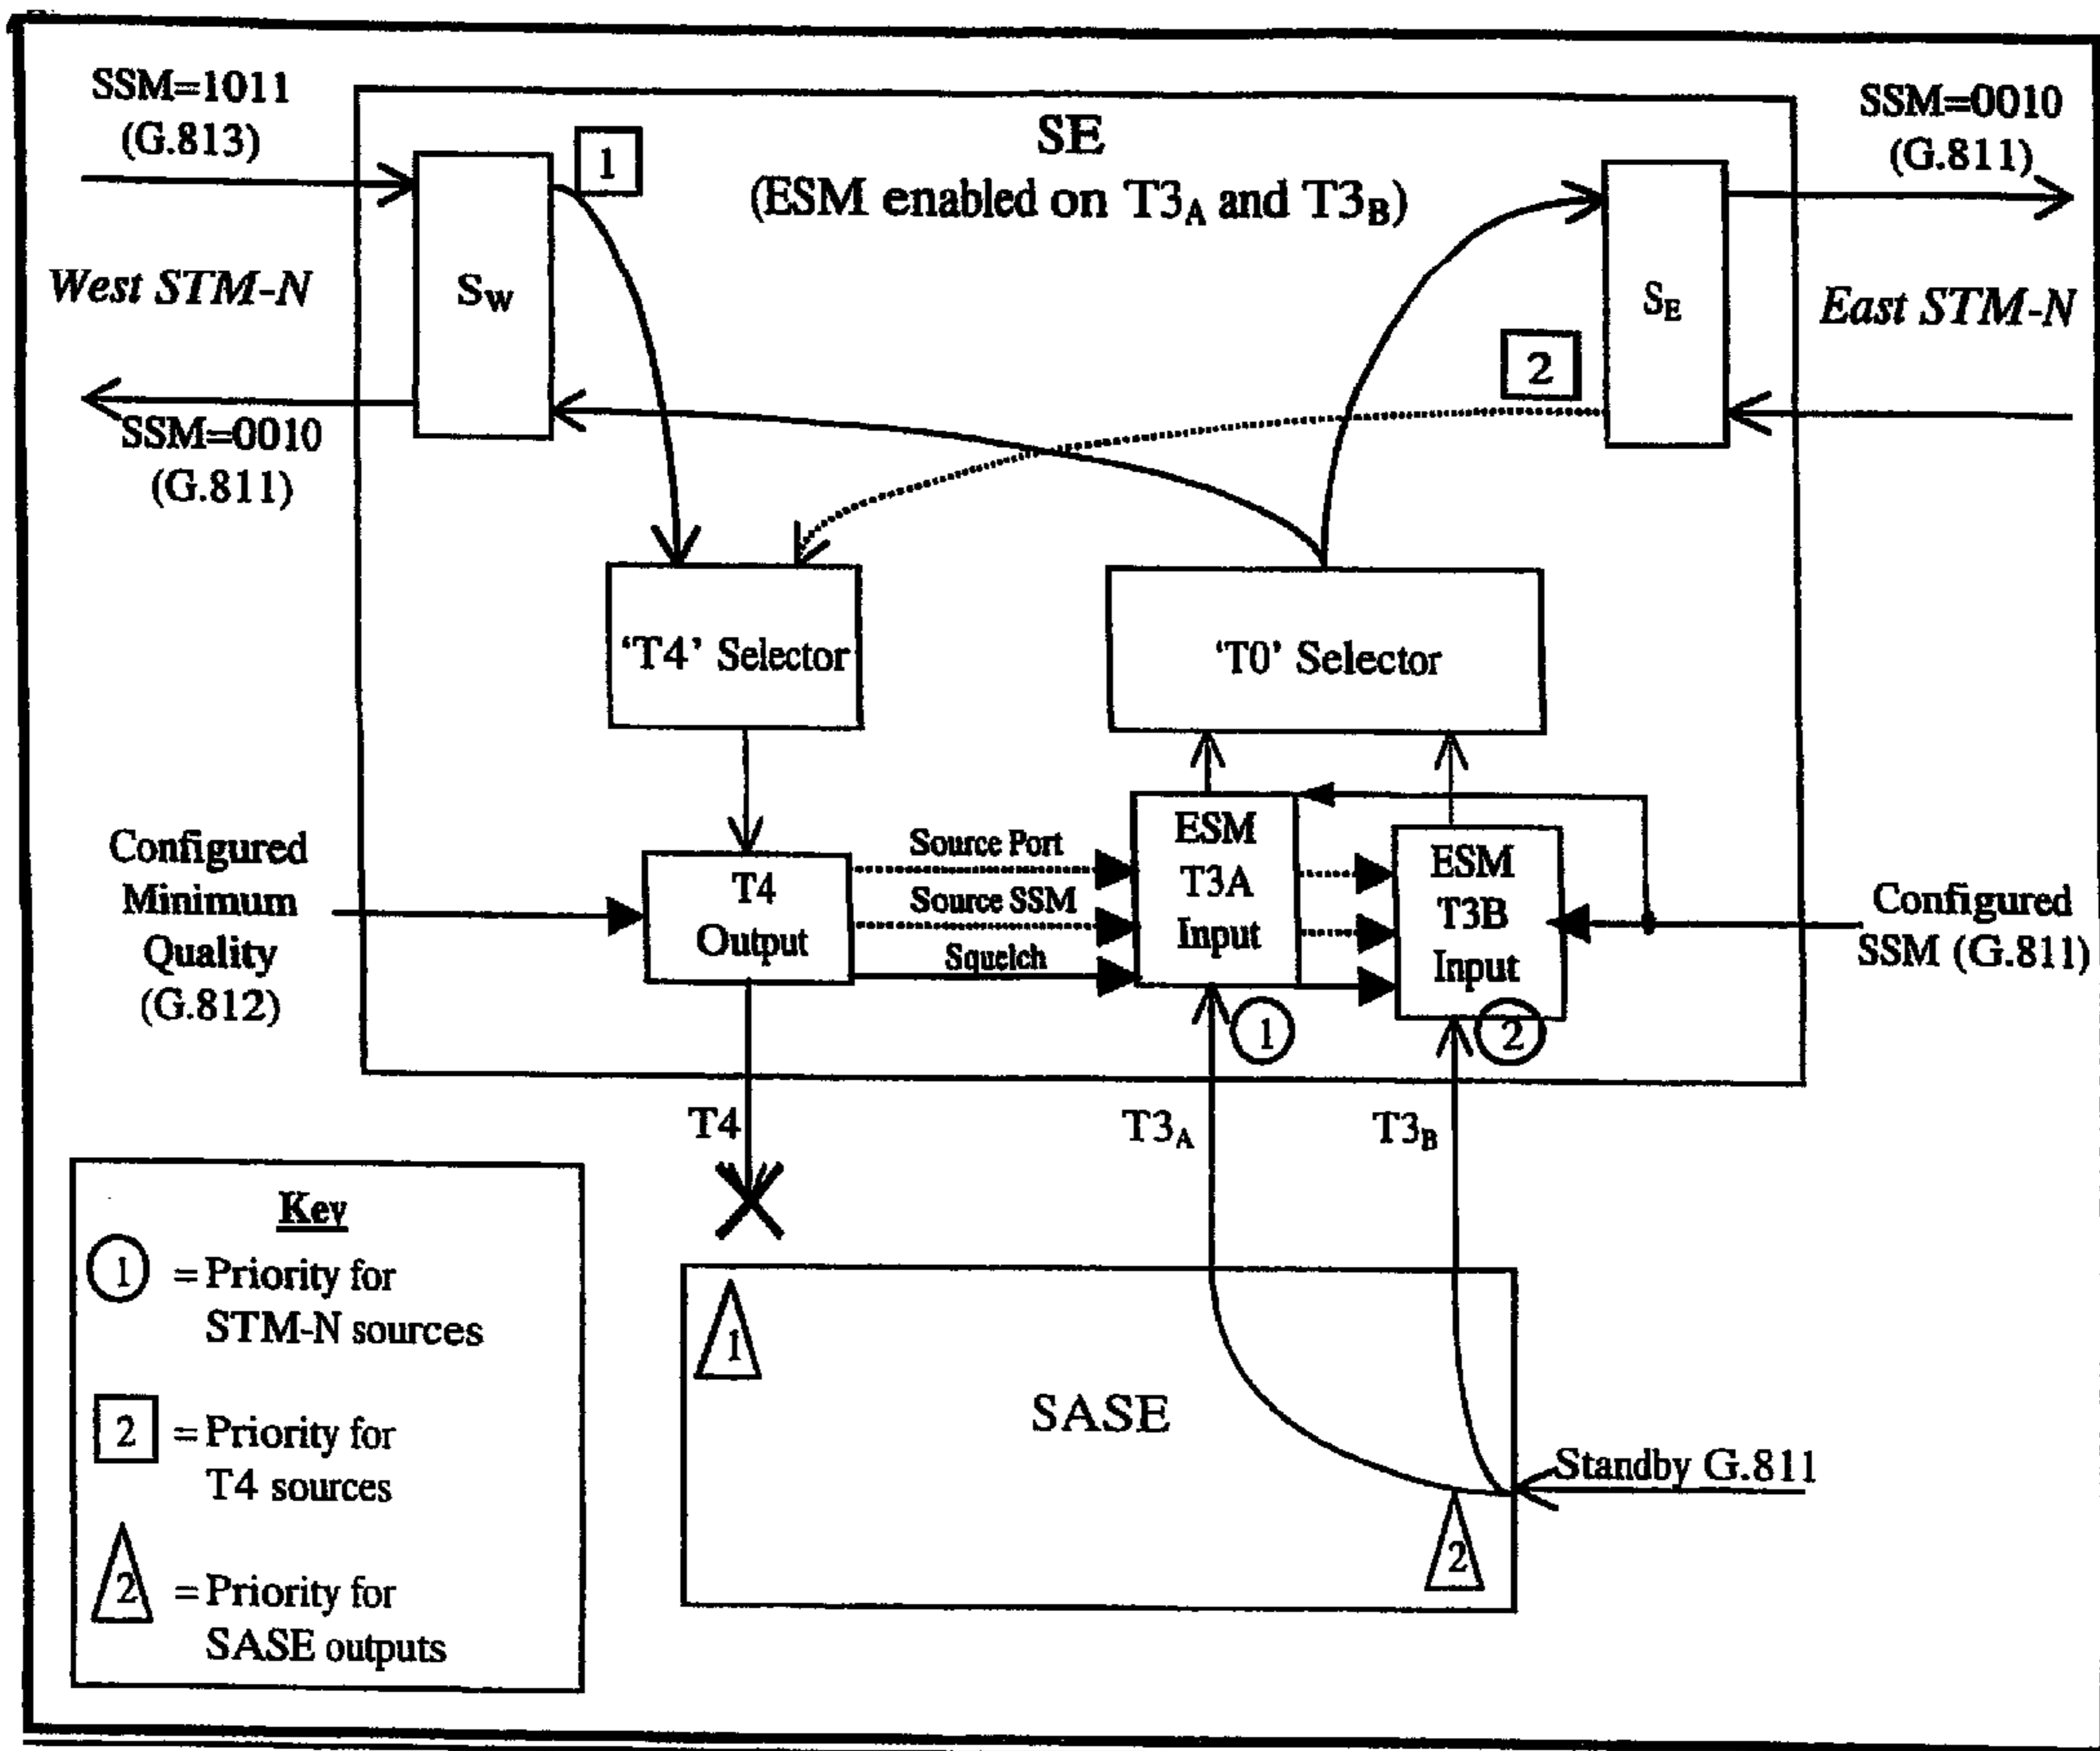 SSM=1011
(G.813)
SE
(ESM enabled on T3A and T3B)
SSM=0010
(G.811)
1
West STM-N
SW
SE
East STM-N
2
SSM=0010
(G.811)
'T4' Selector
'T0' Selector
Configured
Minimum
Quality
(G.812)
T4
Output
Source Port
Source SSM
Squelch
ESM
T3A
Input
ESM
T3B
Input
Configured
SSM (G.811)
1
2
T4
T3A
T3B
Key
1 = Priority for
STM-N sources
2 = Priority for
T4 sources
2 = Priority for
SASE outputs
1
SASE
Standby G.811
2